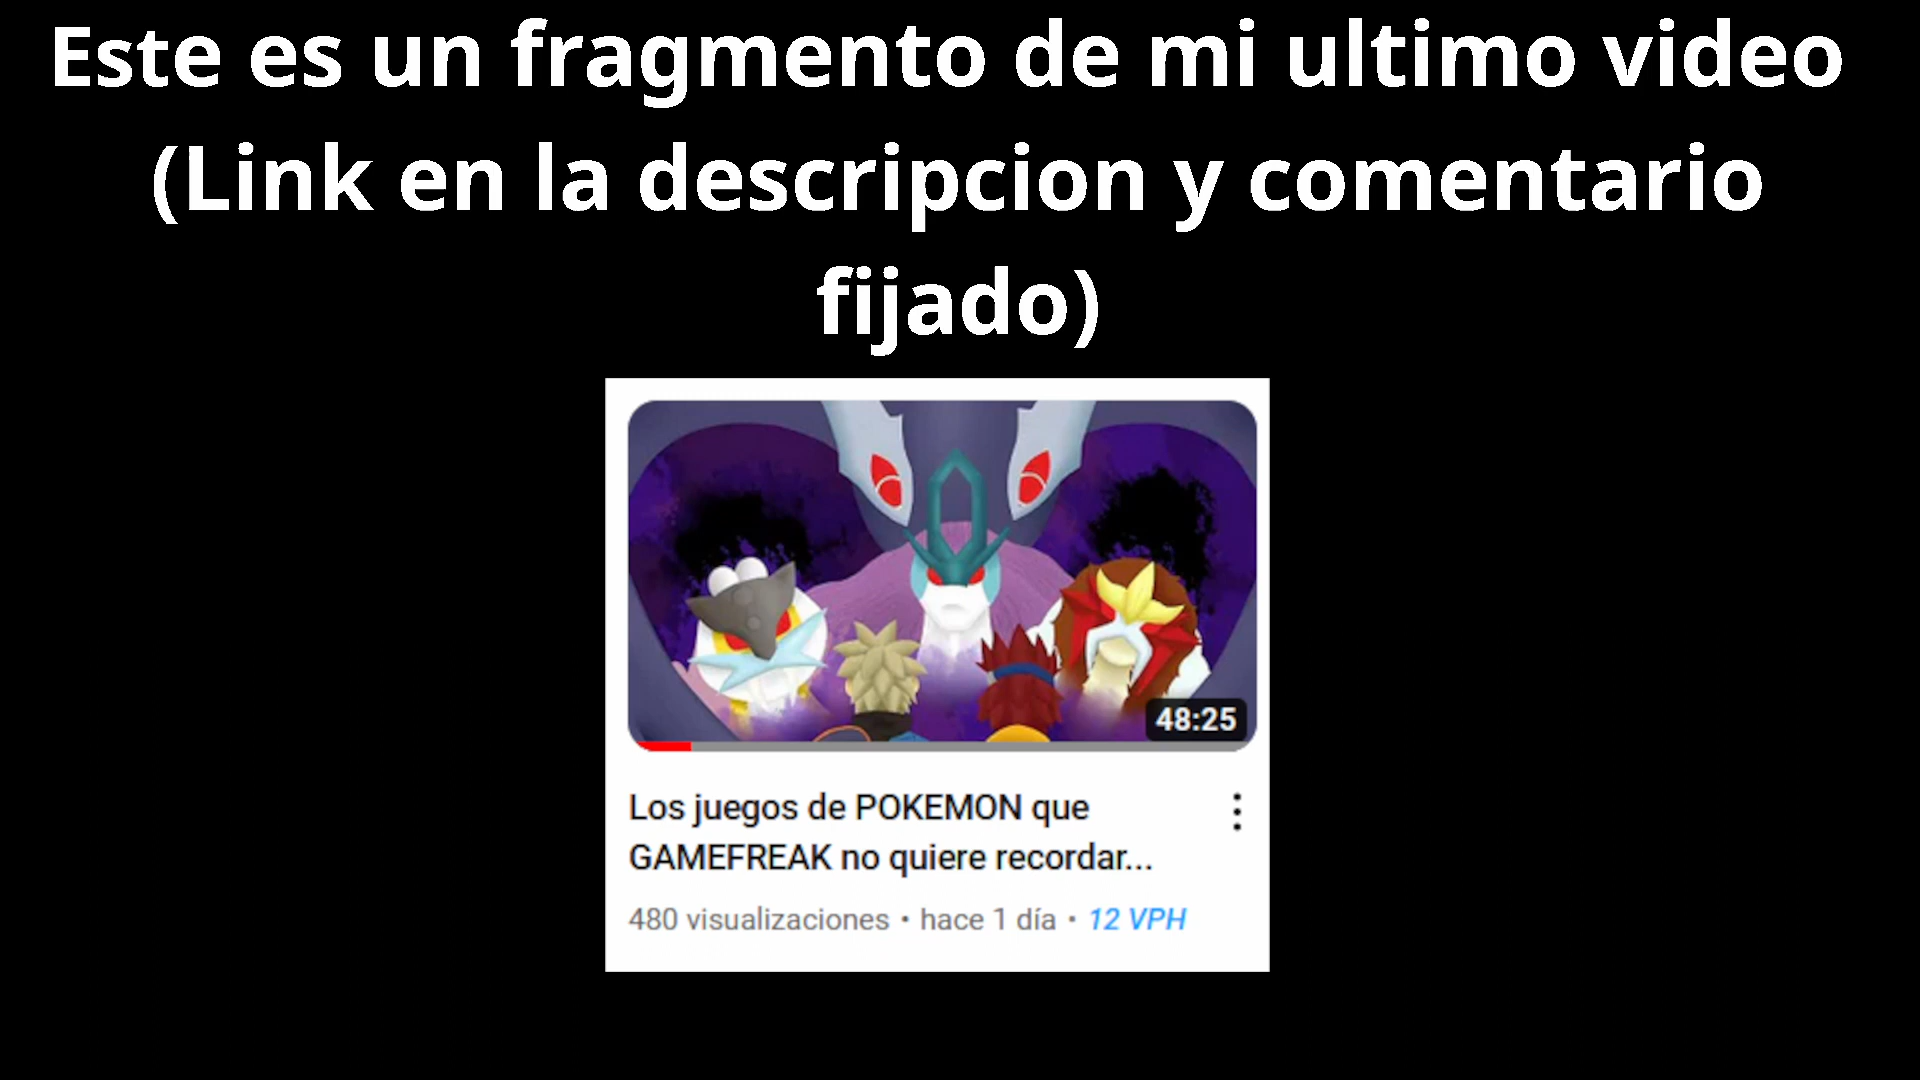 Este es un fragmento de mi ultimo video
(Link en la descripcion y comentario
fijado)
48:25
Los juegos de POKEMON que
GAMEFREAK no quiere recordar...
480 visualizaciones • hace 1 día • 12 VPH